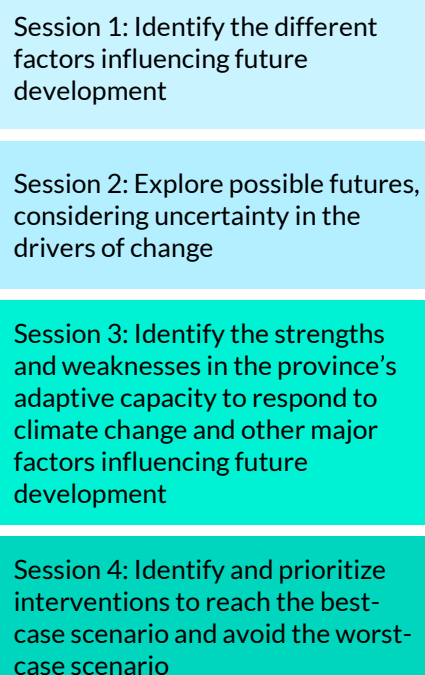 Session 1: Identify the different
factors influencing future
development
Session 2: Explore possible futures,
considering uncertainty in the
drivers of change
Session 3: Identify the strengths
and weaknesses in the province’s
adaptive capacity to respond to
climate change and other major
factors influencing future
development
Session 4: Identify and prioritize
interventions to reach the best-
case scenario and avoid the worst-
case scenario